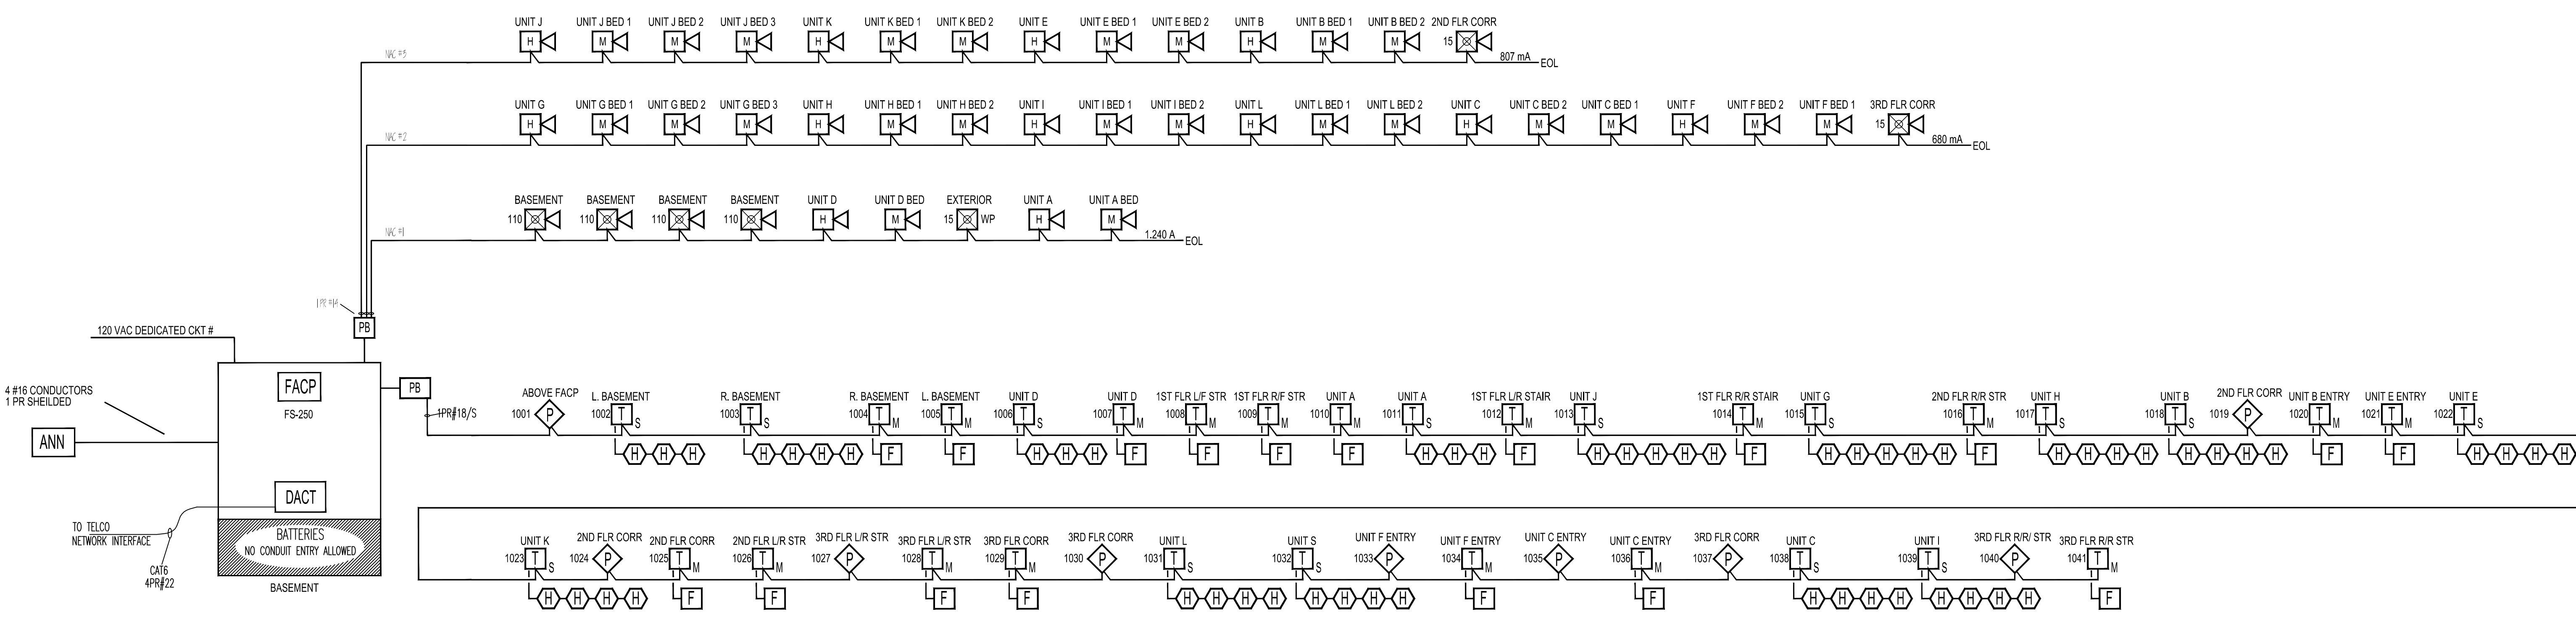 UNIT J UNIT J BED 1 UNIT J BED 2 UNIT J BED 3 UNIT K UNIT K BED 1 UNIT K BED 2 UNIT E UNIT E BED 1 UNIT E BED 2 UNIT B UNIT B BED 1 UNIT B BED 2 2ND FLR CORR
H M M M H M M H M M H M M 15
NAC #3 807 mA EOL
UNIT G UNIT G BED 1 UNIT G BED 2 UNIT G BED 3 UNIT H UNIT H BED 1 UNIT H BED 2 UNIT I UNIT I BED 1 UNIT I BED 2 UNIT L UNIT L BED 1 UNIT L BED 2 UNIT C UNIT C BED 2 UNIT C BED 1 UNIT F UNIT F BED 2 UNIT F BED 1 3RD FLR CORR
H M M M H M M H M M H M M H M M H M M 15
NAC #2 680 mA EOL
BASEMENT BASEMENT BASEMENT BASEMENT UNIT D UNIT D BED EXTERIOR UNIT A UNIT A BED
110 110 110 110 H M 15 WP H M
NAC #1 1.240 A EOL
1PR #14
PB
120 VAC DEDICATED CKT #
FACP
FS-250
PB
4 #16 CONDUCTORS
1 PR SHEILDED
ANN
1PR#18/S
ABOVE FACP L. BASEMENT R. BASEMENT R. BASEMENT L. BASEMENT UNIT D UNIT D 1ST FLR L/F STR 1ST FLR R/F STR UNIT A UNIT A 1ST FLR L/R STAIR UNIT J 1ST FLR R/R STAIR UNIT G 2ND FLR R/R STR UNIT H UNIT B 2ND FLR CORR UNIT B ENTRY UNIT E ENTRY UNIT E
1001 P 1002 T S 1003 T S 1004 T M 1005 T M 1006 T S 1007 T M 1008 T M 1009 T M 1010 T M 1011 T S 1012 T M 1013 T S 1014 T M 1015 T S 1016 T M 1017 T S 1018 T S 1019 P 1020 T M 1021 T M 1022 T S
H H H H H H H F F H H H F F F F H H H F H H H H H F H H H H H F H H H H H H H H F F H H H H
DACT
TO TELCO
NETWORK INTERFACE
CAT6
4PR#22
BATTERIES
NO CONDUIT ENTRY ALLOWED
BASEMENT
UNIT K 2ND FLR CORR 2ND FLR CORR 2ND FLR L/R STR 3RD FLR L/R STR 3RD FLR L/R STR 3RD FLR CORR 3RD FLR CORR UNIT L UNIT S UNIT F ENTRY UNIT F ENTRY UNIT C ENTRY UNIT C ENTRY 3RD FLR CORR UNIT C UNIT I 3RD FLR R/R/ STR 3RD FLR R/R STR
1023 T S 1024 P 1025 T M 1026 T M 1027 P 1028 T M 1029 T M 1030 P 1031 T S 1032 T S 1033 P 1034 T M 1035 P 1036 T M 1037 P 1038 T S 1039 T S 1040 P 1041 T M
H H H H F F F F H H H H H H H H F F H H H H H H H H F